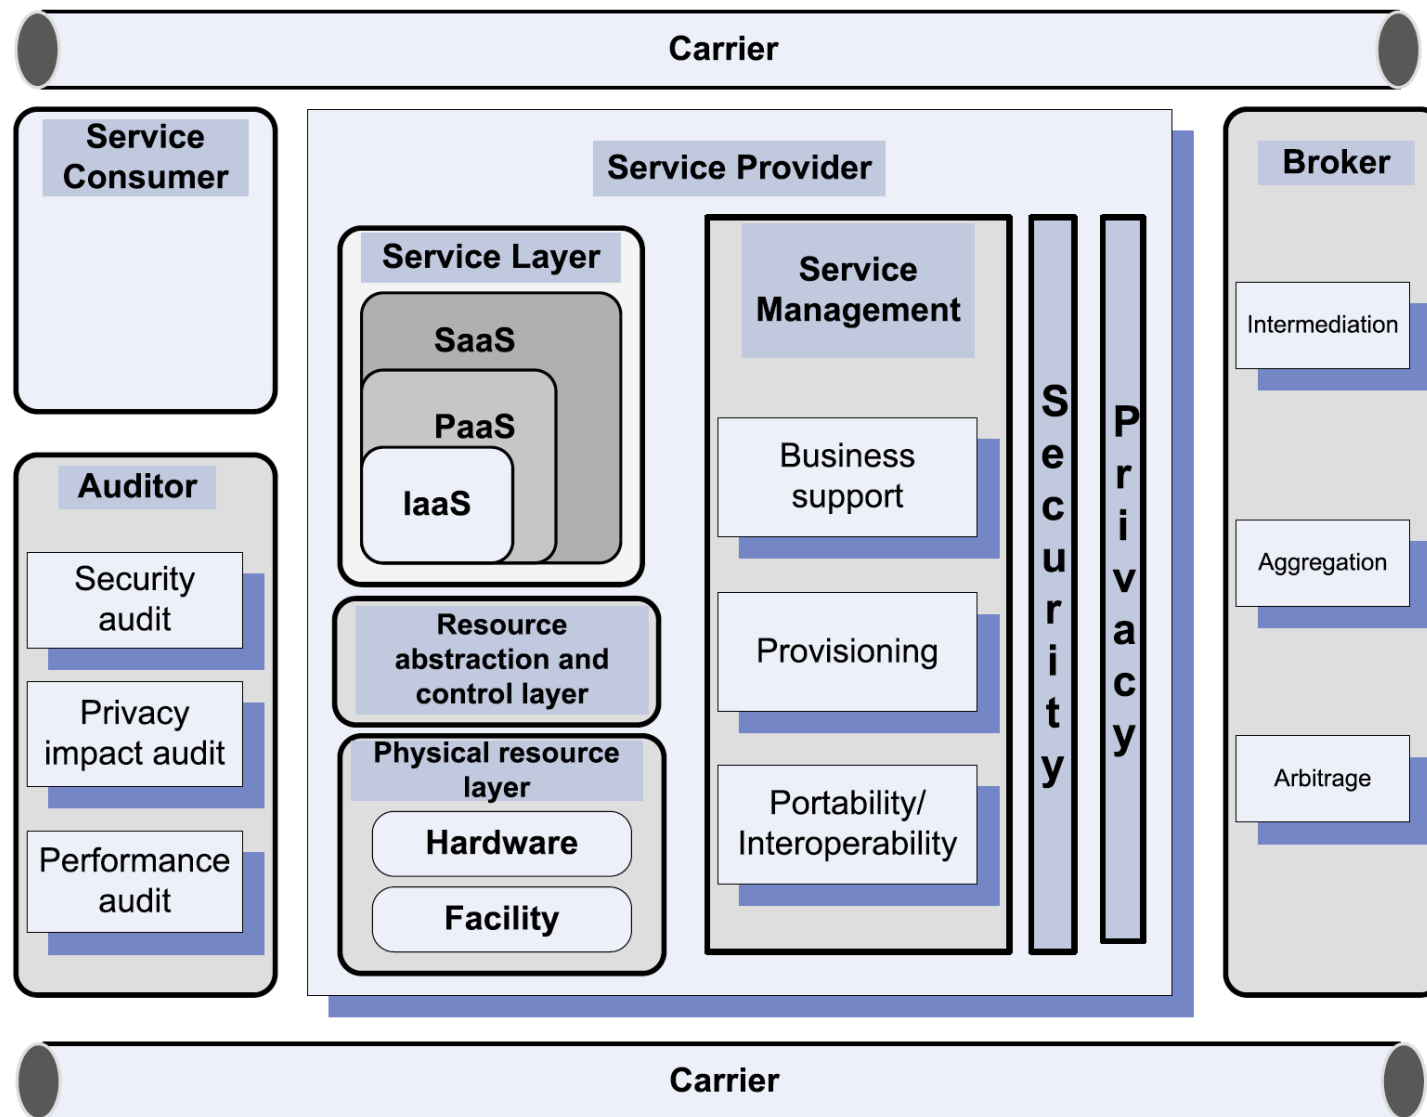 Carrier
Service
Consumer
Auditor
Security
audit
Privacy
impact audit
Performance
audit
Service Provider
Service Layer
SaaS
PaaS
IaaS
Resource
abstraction and
control layer
Physical resource
layer
Hardware
Facility
Service
Management
Business
support
Provisioning
Portability/
Interoperability
Security
Privacy
Broker
Intermediation
Aggregation
Arbitrage
Carrier